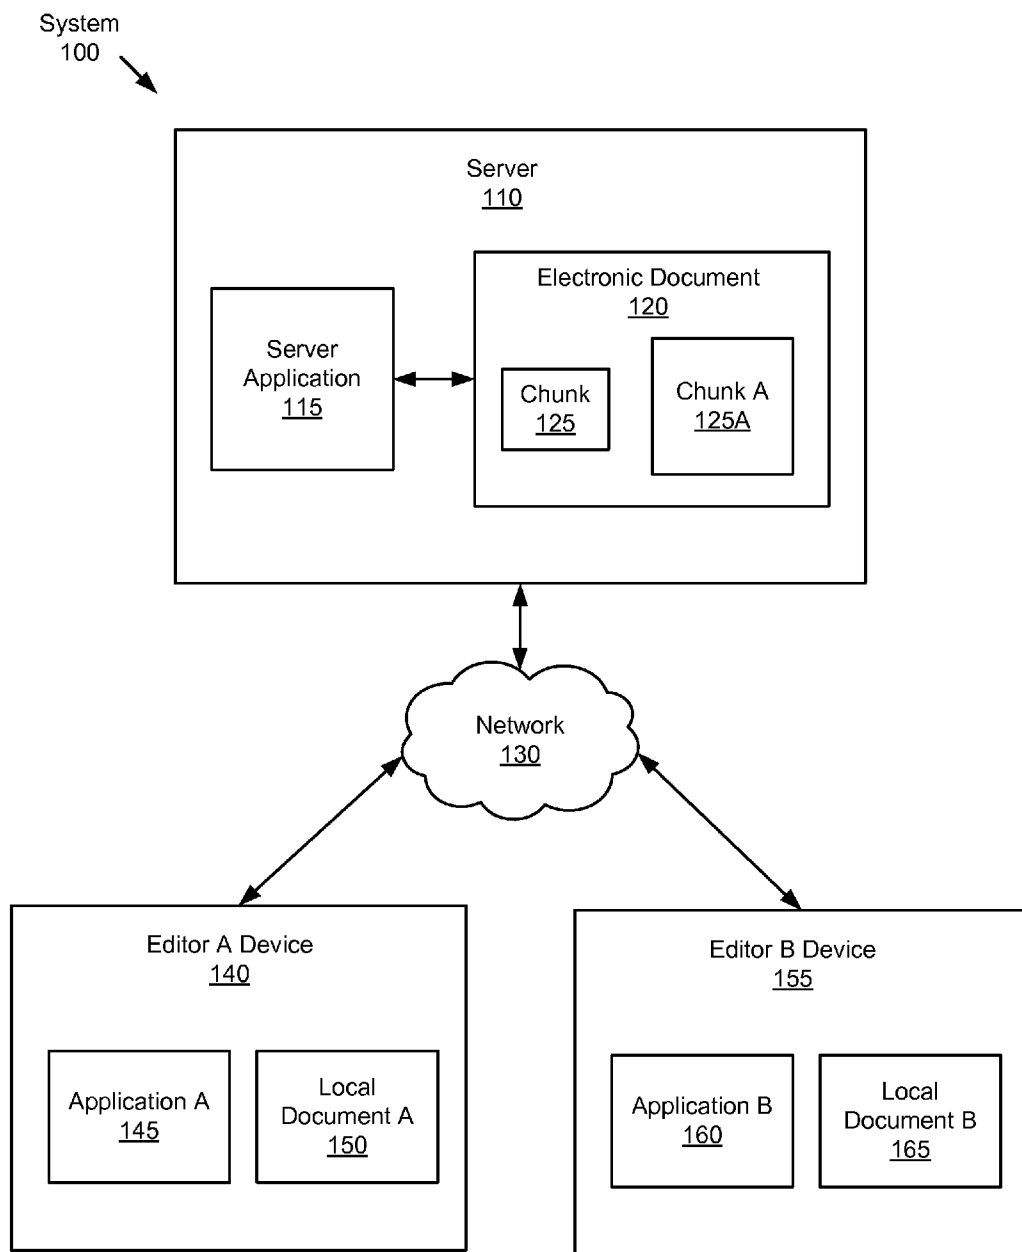 System
100
Server
110
Electronic Document
120
Server
Application
115
Chunk
125
Chunk A
125A
Network
130
Editor A Device
140
Application A
145
Local
Document A
150
Editor B Device
155
Application B
160
Local
Document B
165